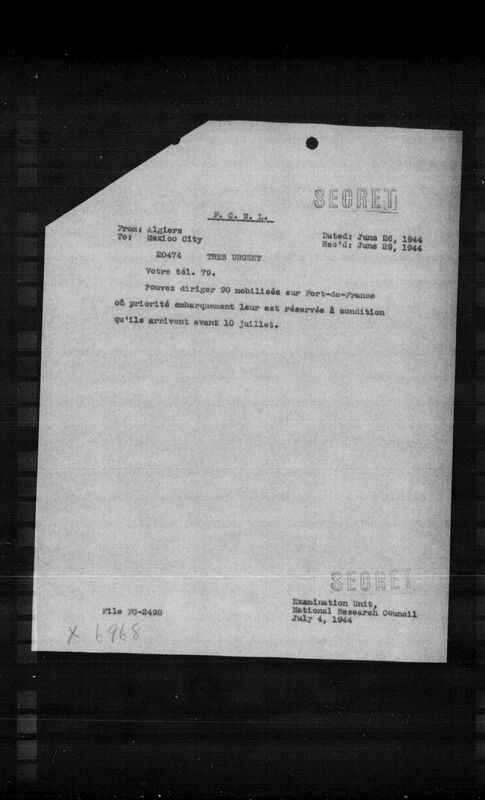 SECRET
F. C. N. L.
From: Algiers
To: Mexico City
Dated: June 26, 1944
Rec'd: June 29, 1944
20474 TRES URGENT
Votre tél. 79.
Pouvez diriger 90 mobilisés sur Fort-de-France
où priorité embarquement leur est réservée à condition
qu'ils arrivent avant 10 juillet.
SECRET
Examination Unit,
National Research Council
July 4, 1944
File FU-2498
X 6968